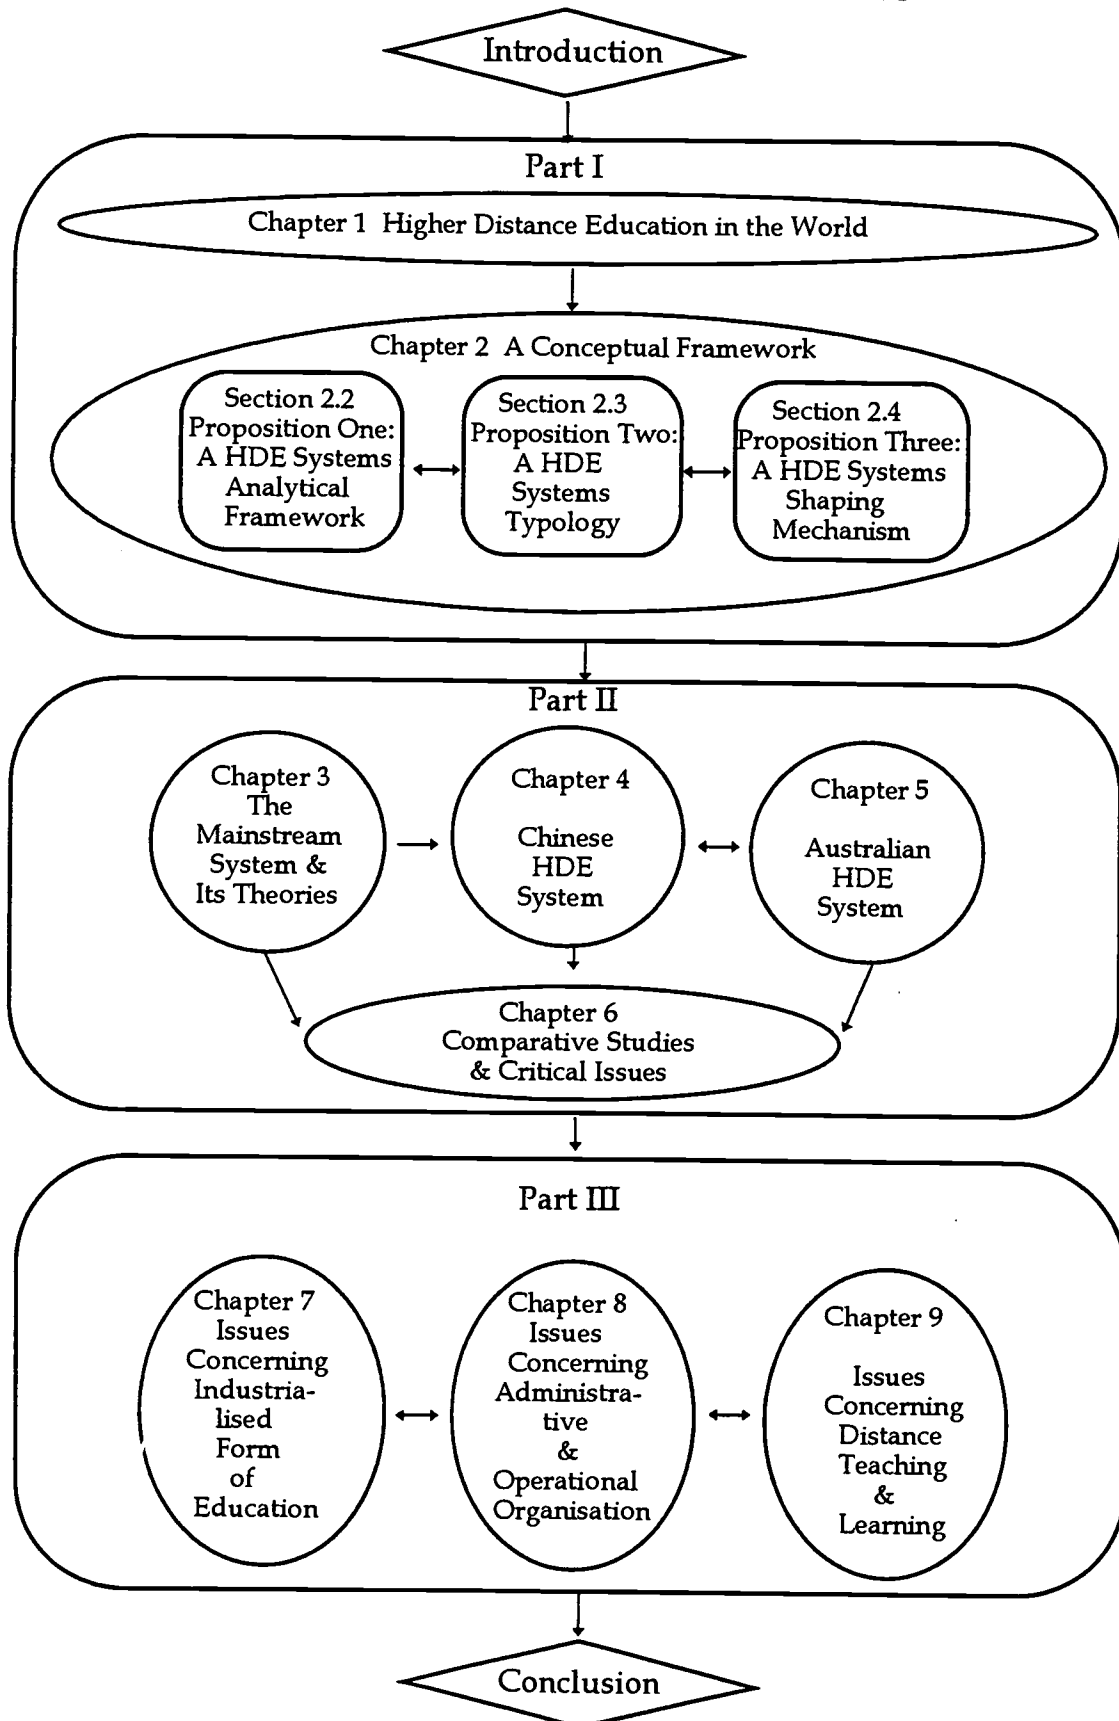 Introduction
Part I
Chapter 1 Higher Distance Education in the World
Chapter 2 A Conceptual Framework
Section 2.2
Proposition One:
A HDE Systems
Analytical
Framework
Section 2.3
Proposition Two:
A HDE
Systems
Typology
Section 2.4
Proposition Three:
A HDE Systems
Shaping
Mechanism
Part II
Chapter 3
The
Mainstream
System &
Its Theories
Chapter 4
Chinese
HDE
System
Chapter 5
Australian
HDE
System
Chapter 6
Comparative Studies
& Critical Issues
Part III
Chapter 7
Issues
Concerning
Industria-
lised
Form
of
Education
Chapter 8
Issues
Concerning
Administra-
tive
&
Operational
Organisation
Chapter 9
Issues
Concerning
Distance
Teaching
&
Learning
Conclusion